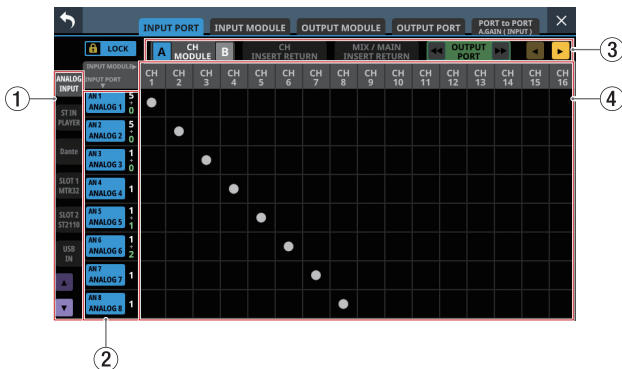 INPUT PORT INPUT MODULE OUTPUT MODULE OUTPUT PORT PORT to PORT
A.GAIN ( INPUT )
LOCK A CH MODULE B CH INSERT RETURN MIX / MAIN INSERT RETURN OUTPUT PORT 3
INPUT MODULE
INPUT PORT
CH 1 CH 2 CH 3 CH 4 CH 5 CH 6 CH 7 CH 8 CH 9 CH 10 CH 11 CH 12 CH 13 CH 14 CH 15 CH 16 4
1
ANALOG INPUT
ST IN PLAYER
Dante
SLOT 1 MTR32
SLOT 2 ST2110
USB IN
AN 1 ANALOG 1 5 + 0
AN 2 ANALOG 2 5 + 0
AN 3 ANALOG 3 1 + 0
AN 4 ANALOG 4 1
AN 5 ANALOG 5 1 + 1
AN 6 ANALOG 6 1 + 2
AN 7 ANALOG 7 1
AN 8 ANALOG 8 1
2